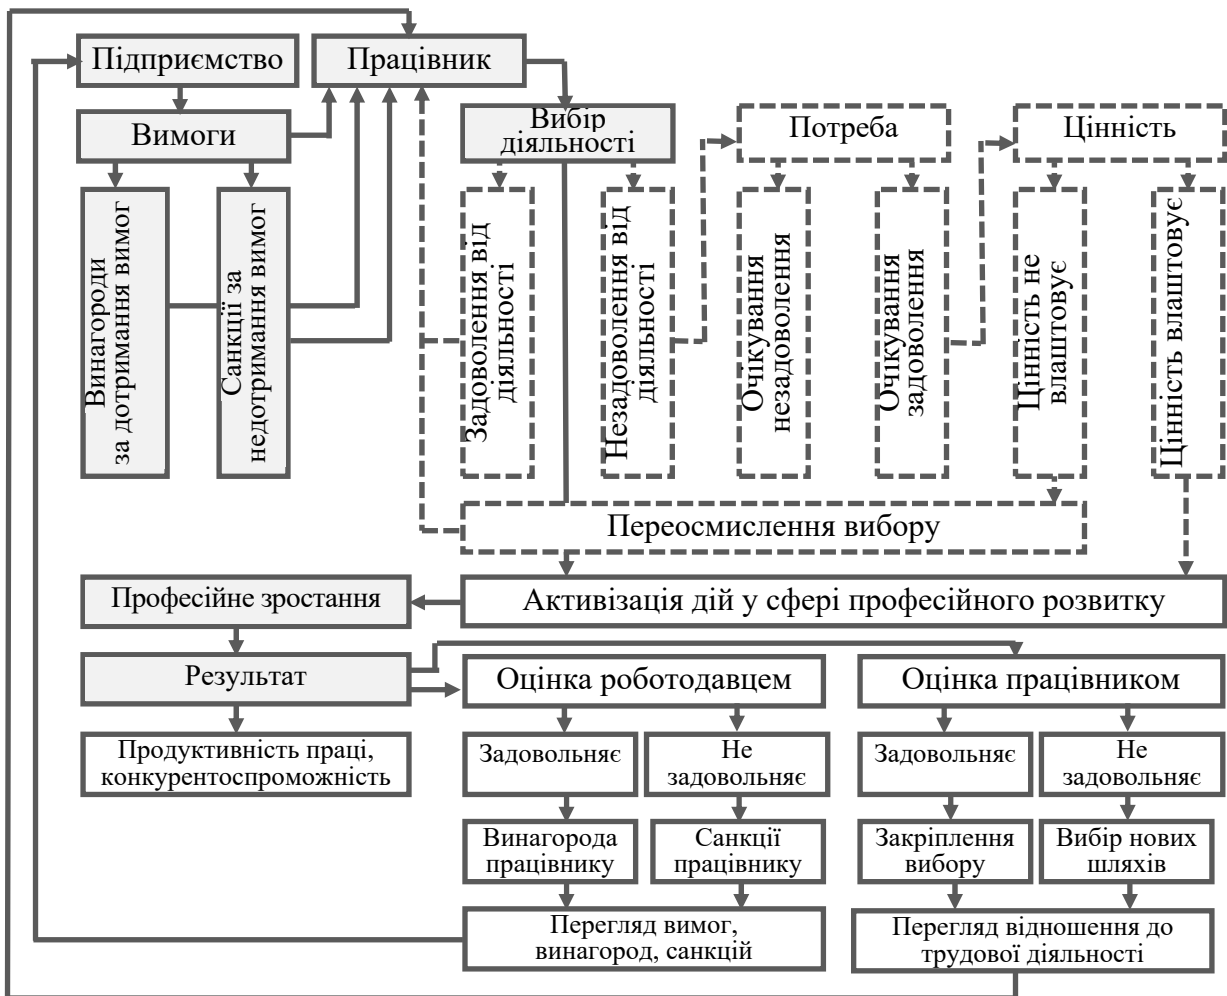 Підприємство
Працівник
Вимоги
Вибір
діяльності
Потреба
Цінність
Винагороди
за дотримання вимог
Санкції за
недотримання вимог
Задоволення від
діяльності
Незадоволення від
діяльності
Очікування
незадоволення
Очікування
задоволення
Цінність не
влаштовує
Цінність влаштовує
Переосмислення вибору
Професійне зростання
Активізація дій у сфері професійного розвитку
Результат
Оцінка роботодавцем
Оцінка працівником
Продуктивність праці,
конкурентоспроможність
Задовольняє
Не
задовольняє
Задовольняє
Не
задовольняє
Винагорода
працівнику
Санкції
працівнику
Закріплення
вибору
Вибір нових
шляхів
Перегляд вимог,
винагород, санкцій
Перегляд відношення до
трудової діяльності